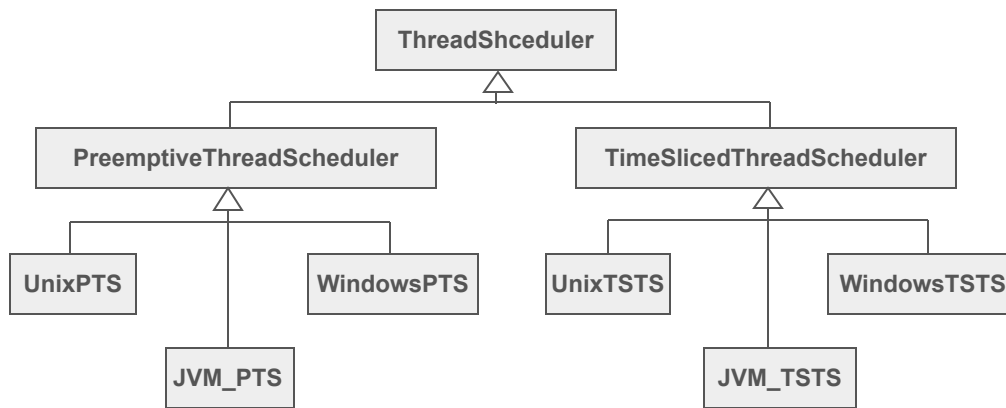 ThreadShceduler
PreemptiveThreadScheduler
TimeSlicedThreadScheduler
UnixPTS
WindowsPTS
UnixTSTS
WindowsTSTS
JVM_PTS
JVM_TSTS